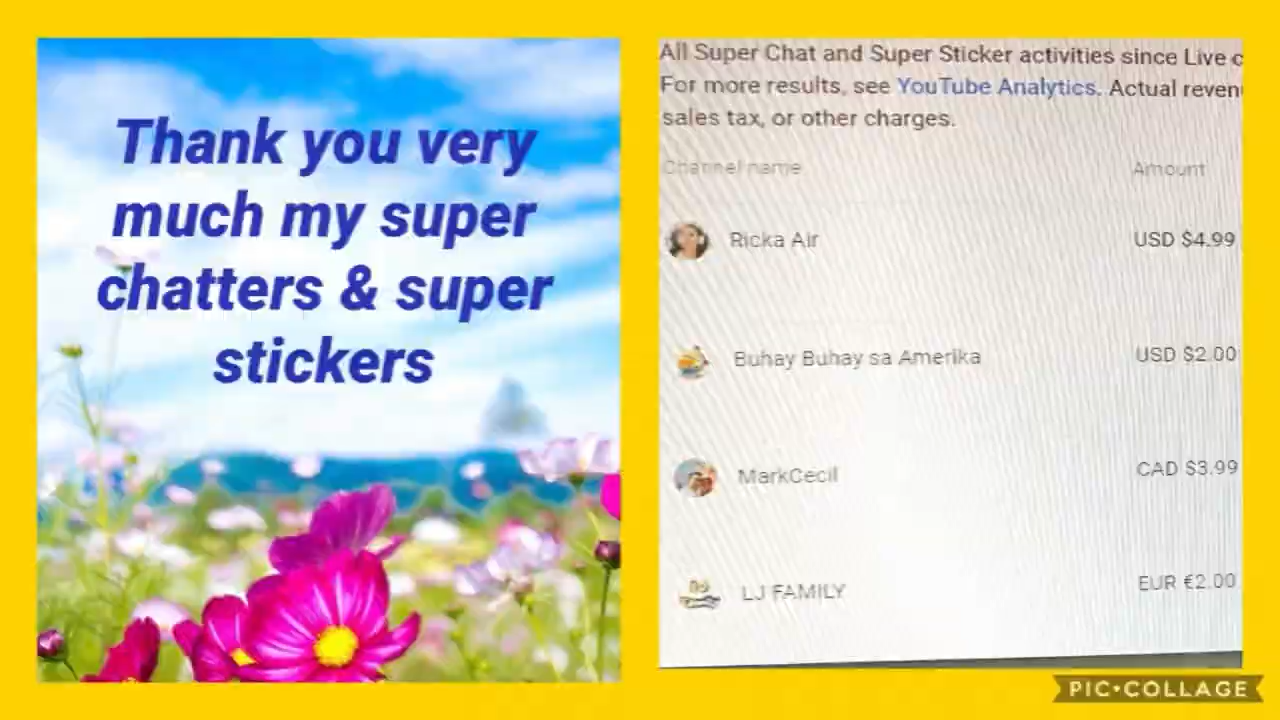 Thank you very
much my super
chatters & super
stickers
All Super Chat and Super Sticker activities since Live c
For more results, see YouTube Analytics. Actual reven
sales tax, or other charges.
Channel name Amount
Ricka Air USD $4.99
Buhay Buhay sa Amerika USD $2.00
MarkCecil CAD $3.99
LJ FAMILY EUR €2.00
PIC•COLLAGE